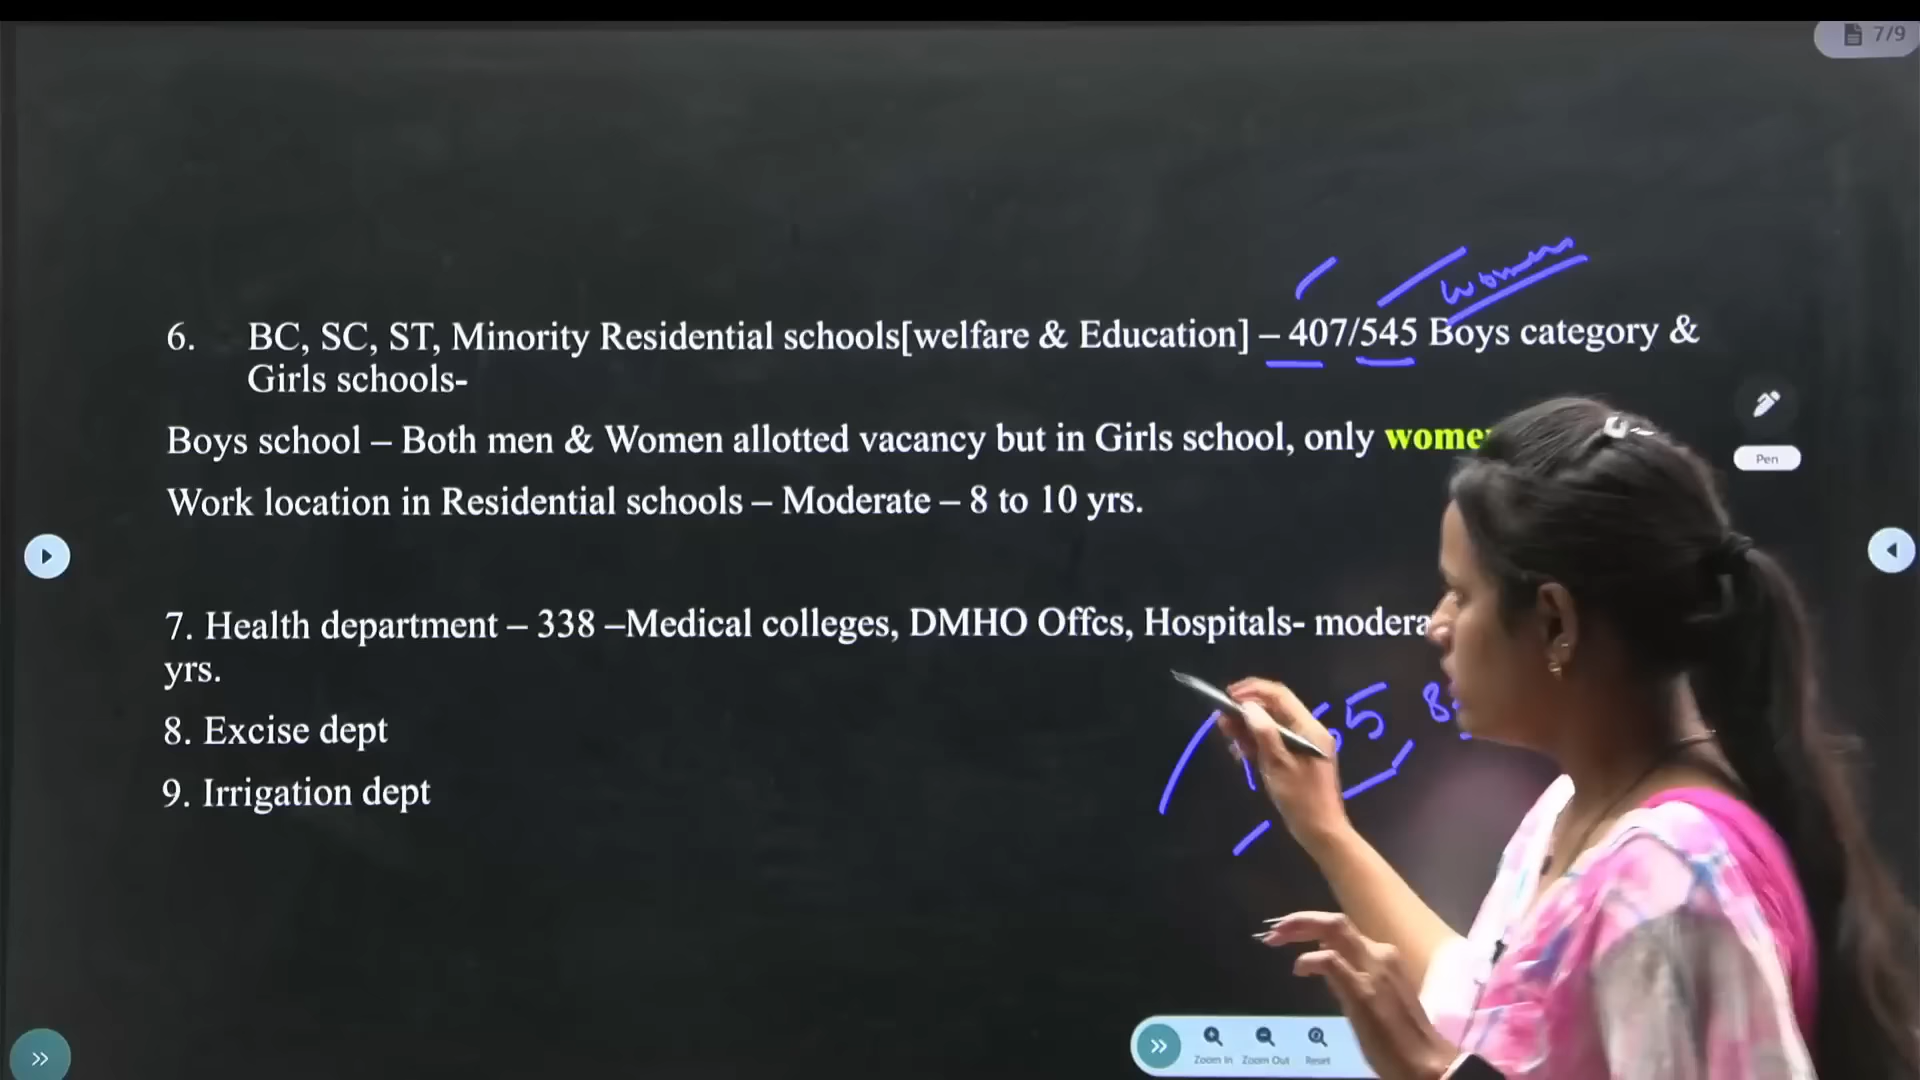 7/9
women
6. BC, SC, ST, Minority Residential schools[welfare & Education] – 407/545 Boys category &
Girls schools-
Boys school – Both men & Women allotted vacancy but in Girls school, only
Pen
Work location in Residential schools – Moderate – 8 to 10 yrs.
7. Health department – 338 –Medical colleges, DMHO Offcs, Hospitals-
yrs.
8. Excise dept
9. Irrigation dept
Zoom In Zoom Out Reset